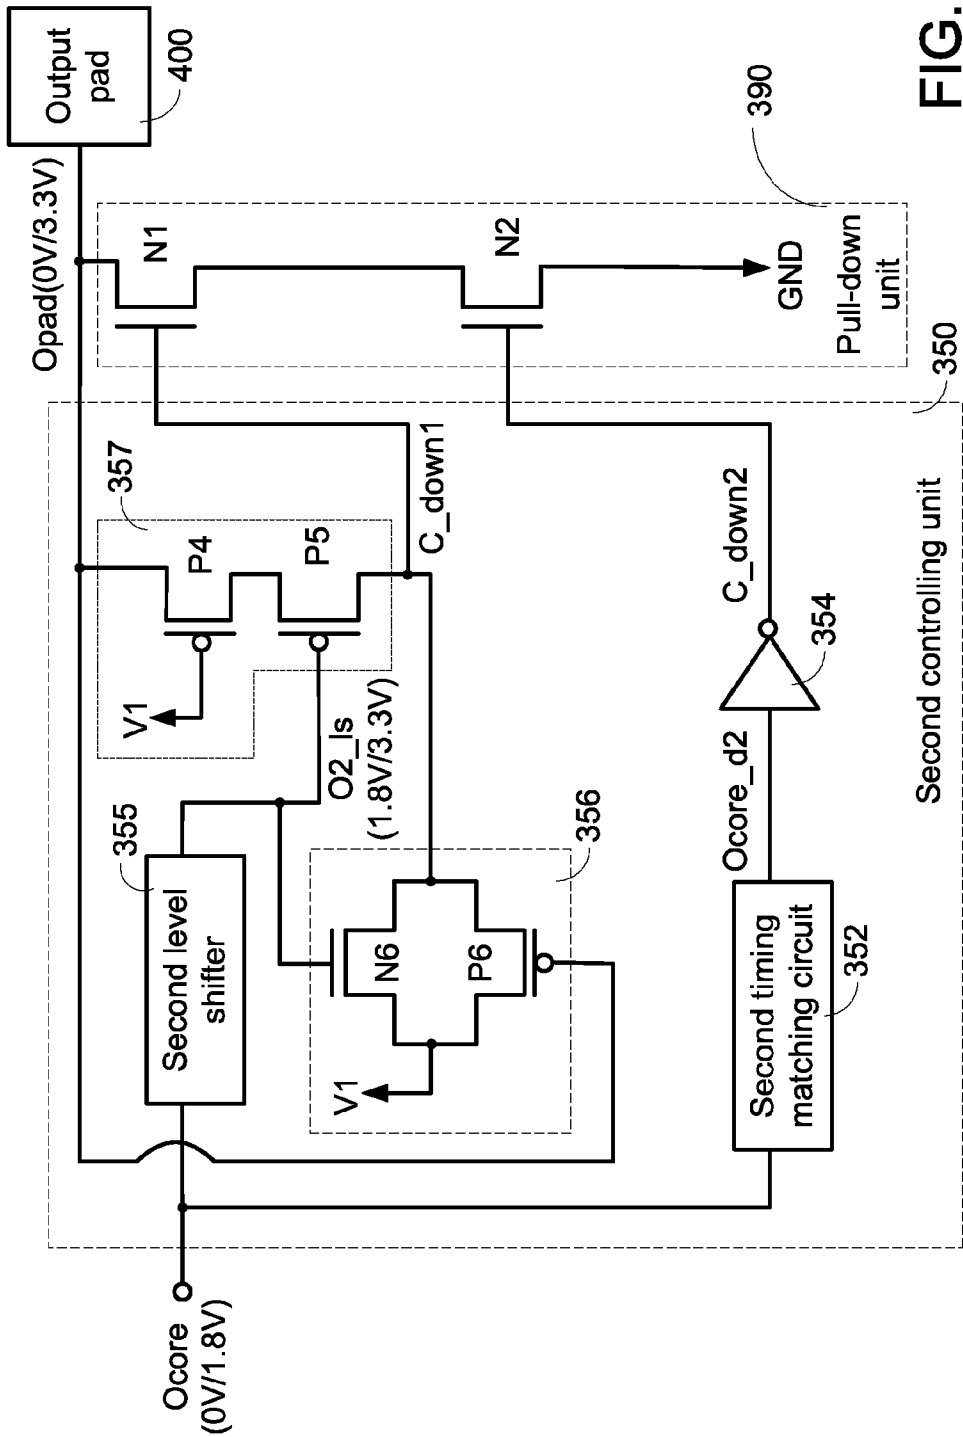 Ocore
(0V/1.8V)
Second level
shifter
355
V1
N6
P6
356
O2_ls
(1.8V/3.3V)
V1
P4
P5
357
C_down1
Second timing
matching circuit
352
Ocore_d2
354
C_down2
Second controlling unit
350
Opad(0V/3.3V)
N1
N2
GND
Pull-down
unit
390
Output
pad
400
FIG.